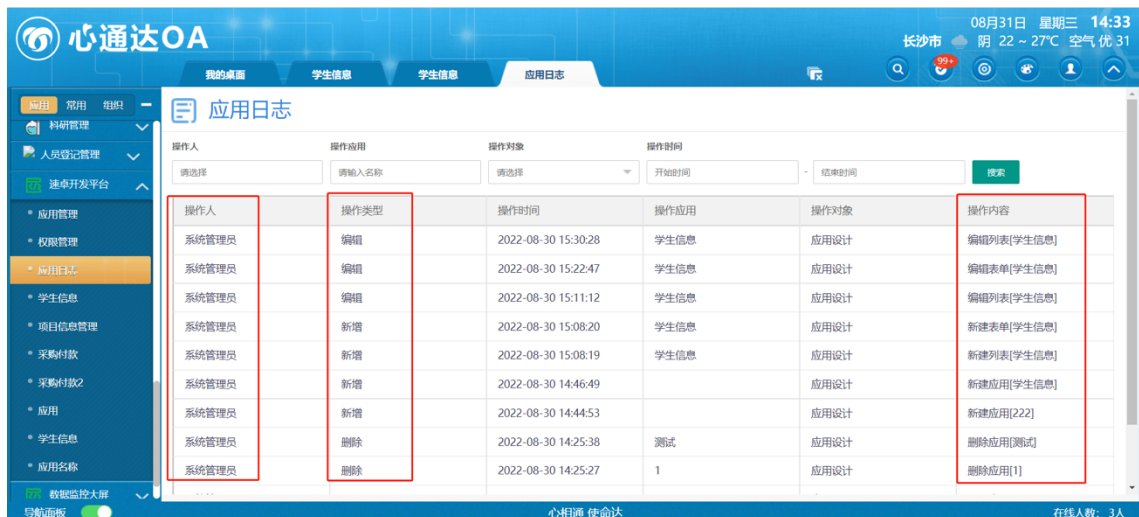 心通达OA
08月31日 星期三 14:33
长沙市 阴 22 ~ 27℃ 空气优 31
我的桌面 学生信息 学生信息 应用日志
99+
应用 常用 组织
科研管理
人员登记管理
速卓开发平台
应用管理
权限管理
应用日志
学生信息
项目信息管理
采购付款
采购付款2
应用
学生信息
应用名称
数据监控大屏
导航面板
应用日志
操作人 操作应用 操作对象 操作时间
请选择 请输入名称 请选择 开始时间 - 结束时间 搜索
操作人 操作类型 操作时间 操作应用 操作对象 操作内容
系统管理员 编辑 2022-08-30 15:30:28 学生信息 应用设计 编辑列表[学生信息]
系统管理员 编辑 2022-08-30 15:22:47 学生信息 应用设计 编辑表单[学生信息]
系统管理员 编辑 2022-08-30 15:11:12 学生信息 应用设计 编辑列表[学生信息]
系统管理员 新增 2022-08-30 15:08:20 学生信息 应用设计 新建表单[学生信息]
系统管理员 新增 2022-08-30 15:08:19 学生信息 应用设计 新建列表[学生信息]
系统管理员 新增 2022-08-30 14:46:49 应用设计 新建应用[学生信息]
系统管理员 新增 2022-08-30 14:44:53 应用设计 新建应用[222]
系统管理员 删除 2022-08-30 14:25:38 测试 应用设计 删除应用[测试]
系统管理员 删除 2022-08-30 14:25:27 1 应用设计 删除应用[1]
心相通 使命达
在线人数: 3人